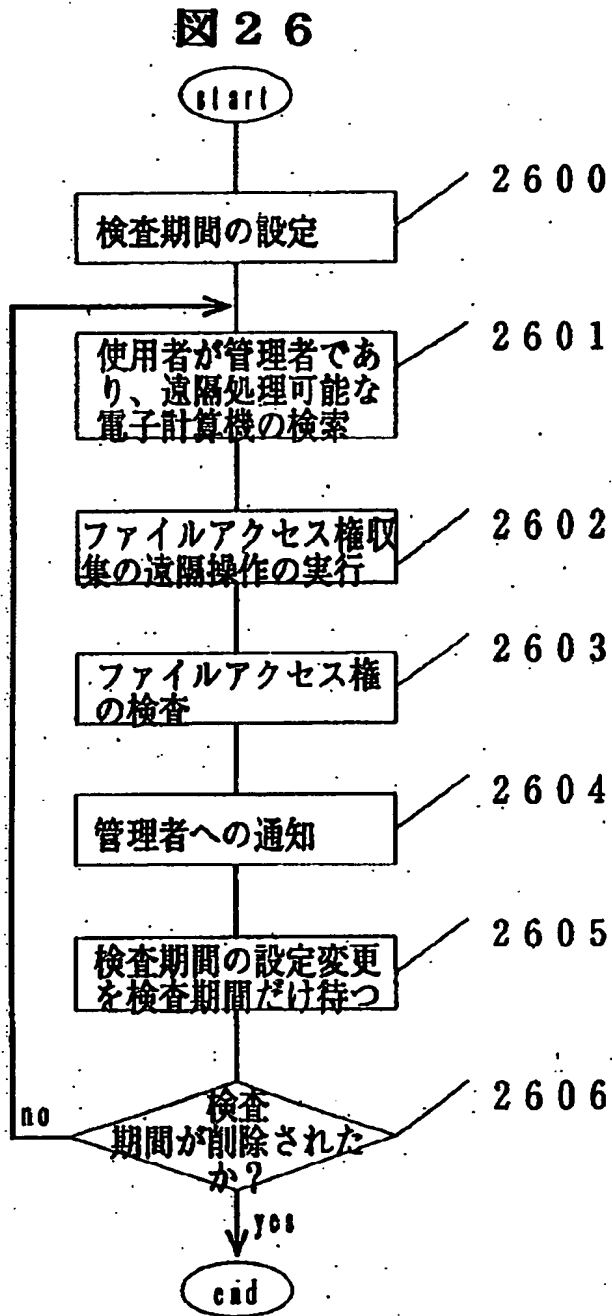 図２６
start
２６００
検査期間の設定
２６０１
使用者が管理者であ
り、遠隔処理可能な
電子計算機の検索
２６０２
ファイルアクセス権収
集の遠隔操作の実行
２６０３
ファイルアクセス権
の検査
２６０４
管理者への通知
２６０５
検査期間の設定変更
を検査期間だけ待つ
２６０６
検査
期間が削除された
か？
no
yes
end